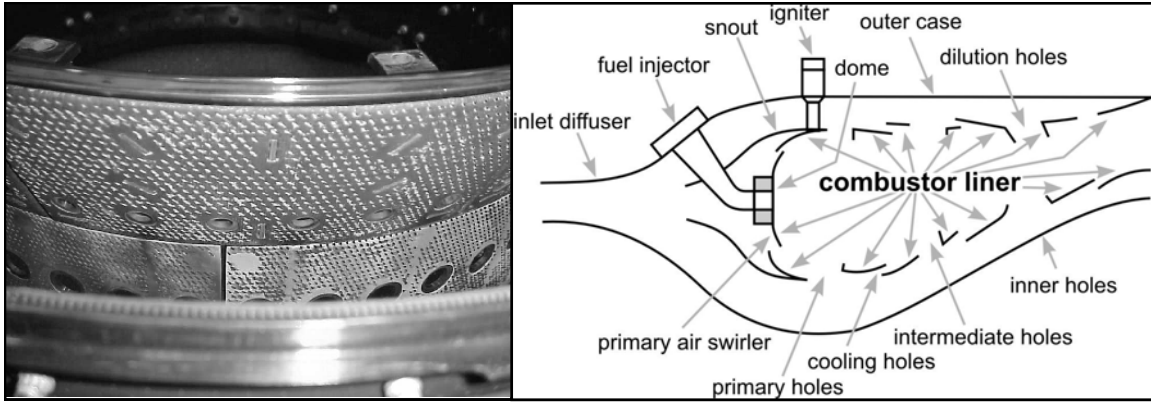 igniter
snout
outer case
fuel injector
dome
dilution holes
inlet diffuser
combustor liner
inner holes
primary air swirler
intermediate holes
cooling holes
primary holes